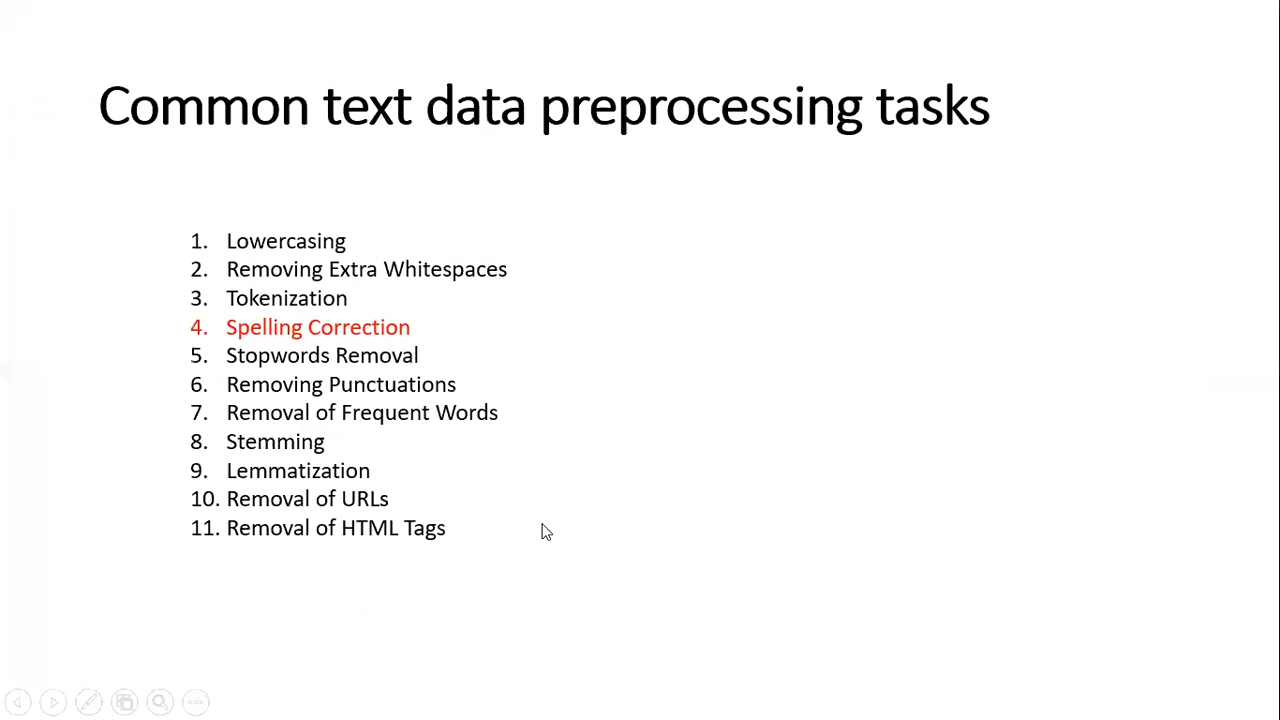 Common text data preprocessing tasks
1. Lowercasing
2. Removing Extra Whitespaces
3. Tokenization
4. Spelling Correction
5. Stopwords Removal
6. Removing Punctuations
7. Removal of Frequent Words
8. Stemming
9. Lemmatization
10. Removal of URLs
11. Removal of HTML Tags